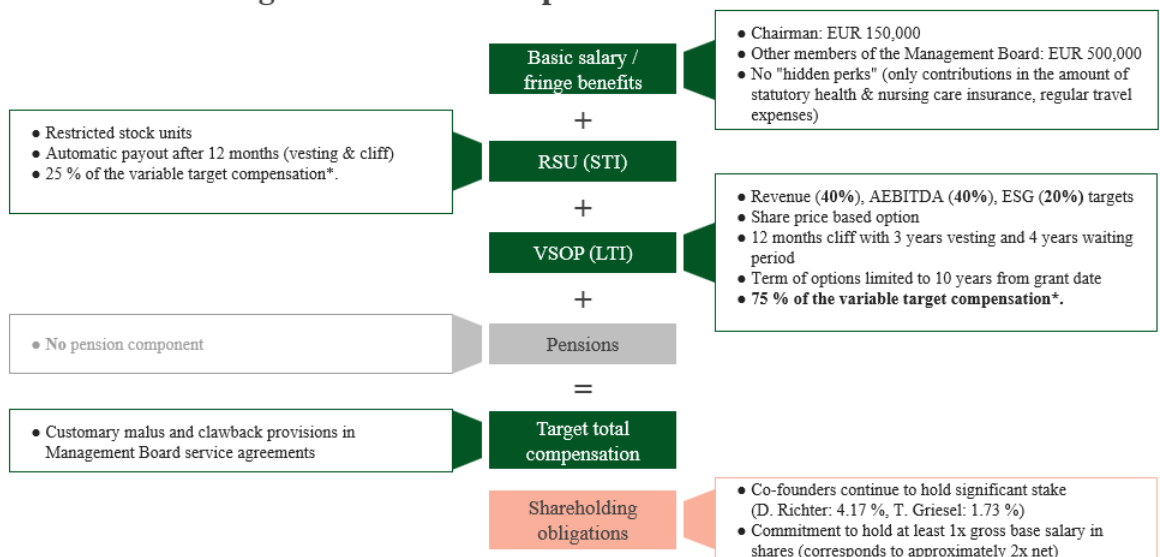 ● Chairman: EUR 150,000
● Other members of the Management Board: EUR 500,000
● No "hidden perks" (only contributions in the amount of
statutory health & nursing care insurance, regular travel
expenses)
Basic salary /
fringe benefits
+
● Restricted stock units
● Automatic payout after 12 months (vesting & cliff)
● 25 % of the variable target compensation*.
RSU (STI)
+
● Revenue (40%), AEBITDA (40%), ESG (20%) targets
● Share price based option
● 12 months cliff with 3 years vesting and 4 years waiting
period
● Term of options limited to 10 years from grant date
● 75 % of the variable target compensation*.
VSOP (LTI)
+
● No pension component
Pensions
=
● Customary malus and clawback provisions in
Management Board service agreements
Target total
compensation
Shareholding
obligations
● Co-founders continue to hold significant stake
(D. Richter: 4.17 %, T. Griesel: 1.73 %)
● Commitment to hold at least 1x gross base salary in
shares (corresponds to approximately 2x net)